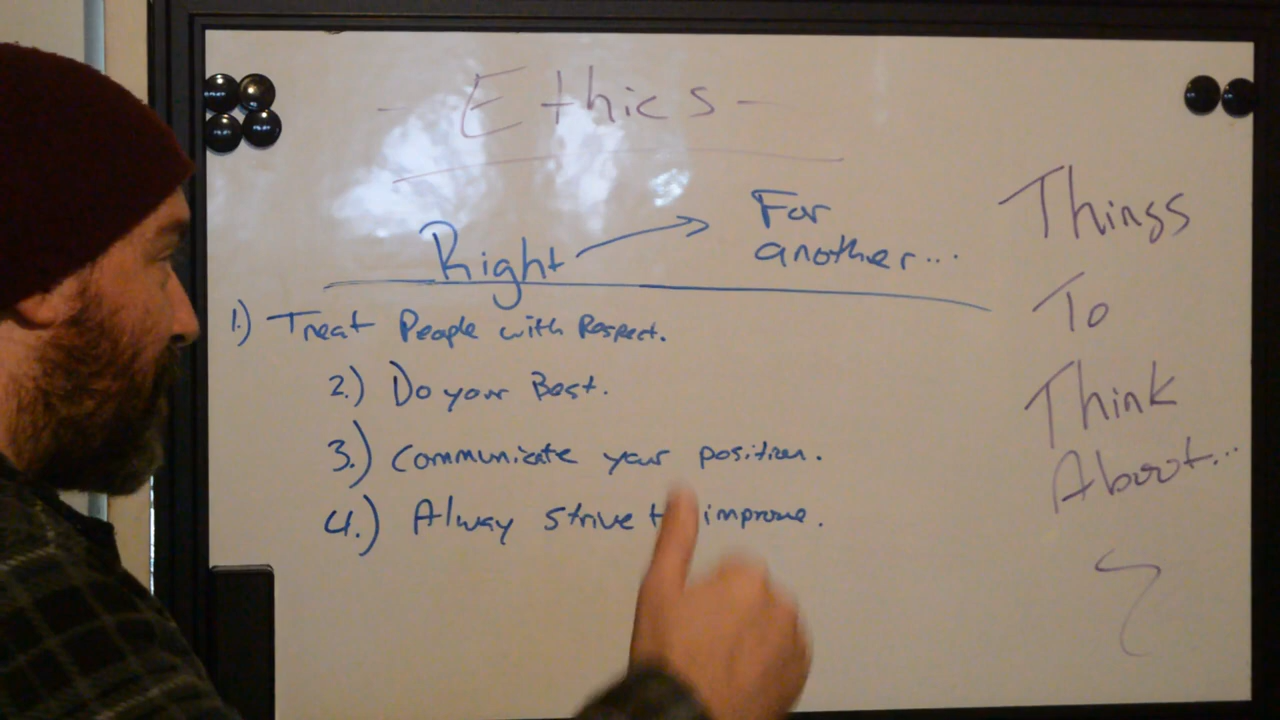 - Ethics -
Right → For
another...
1.) Treat People with Respect.
2.) Do your Best.
3.) Communicate your position.
4.) Alway strive t improve.
Things
To
Think
About...